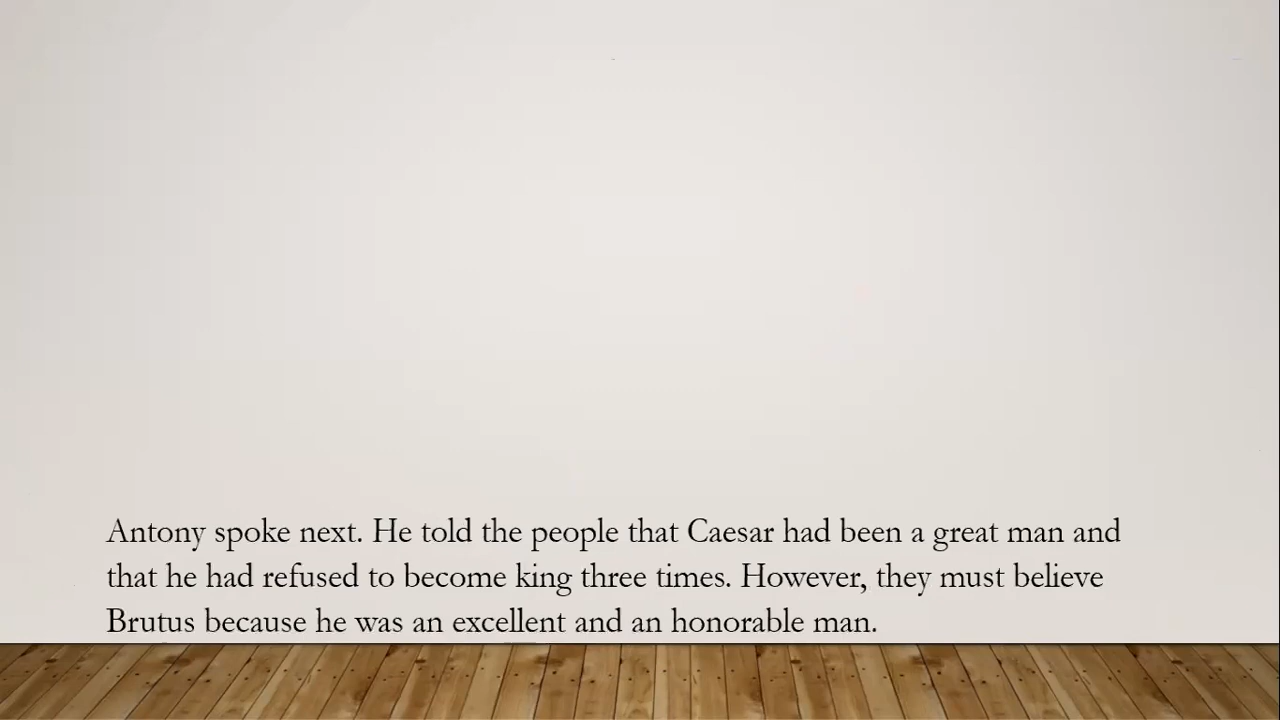 Antony spoke next. He told the people that Caesar had been a great man and
that he had refused to become king three times. However, they must believe
Brutus because he was an excellent and an honorable man.